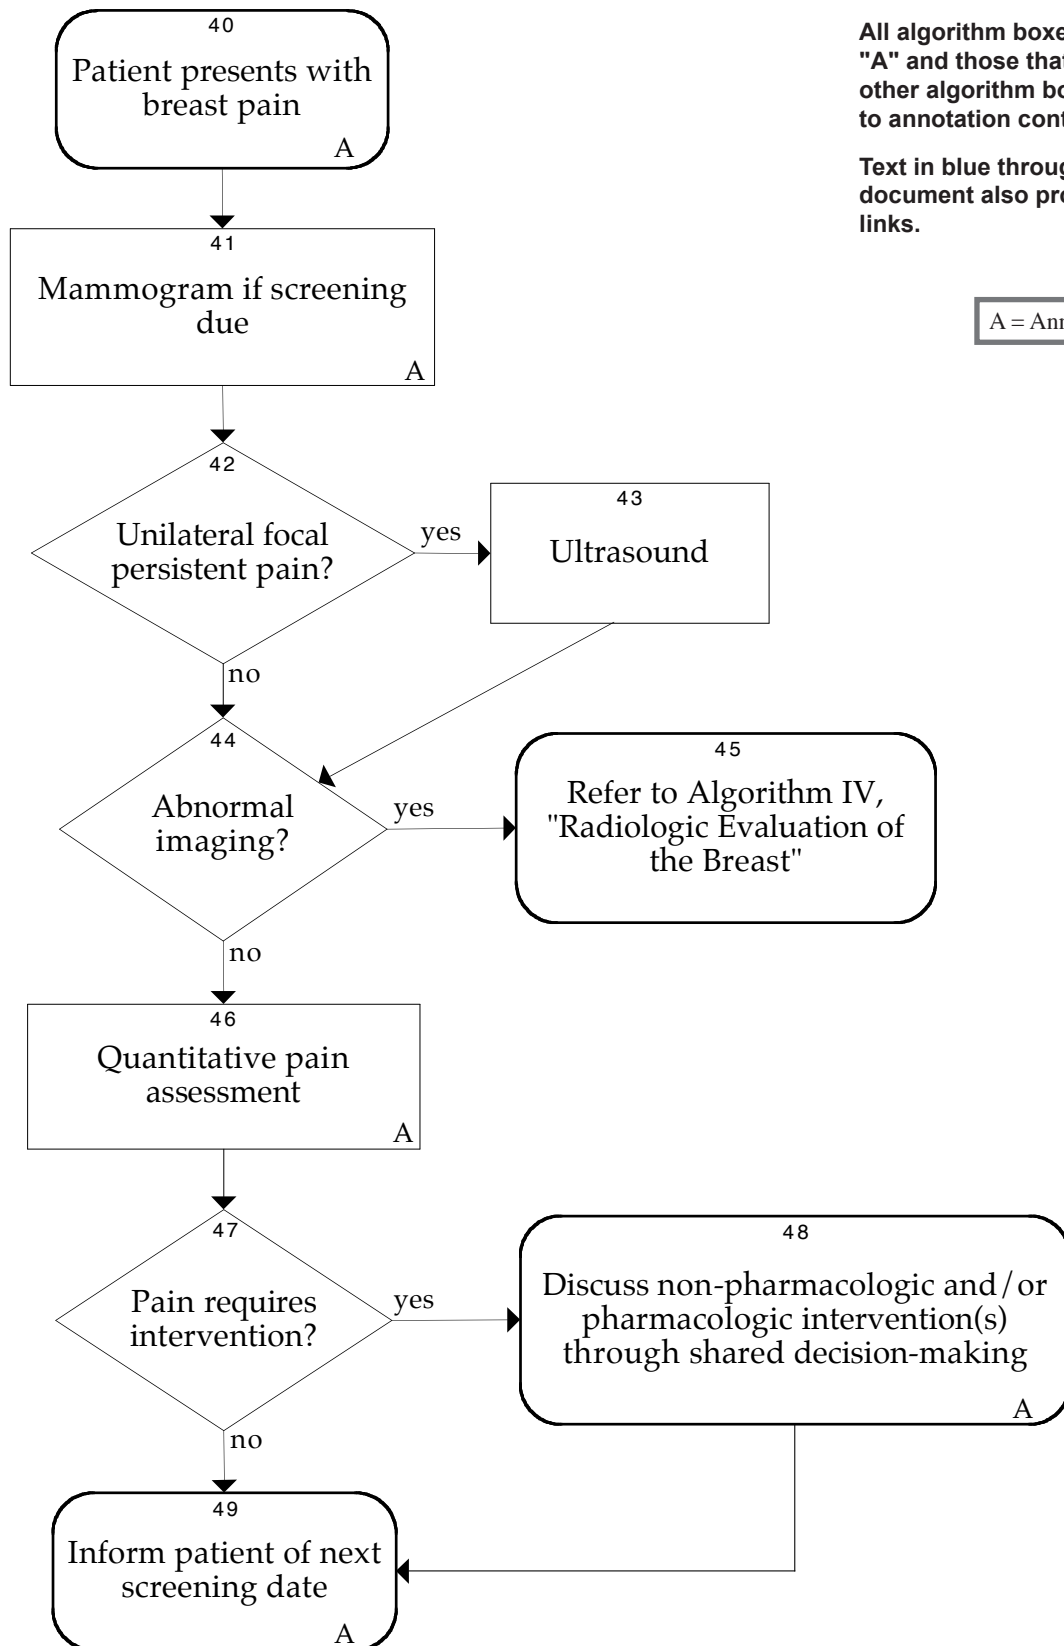 40
Patient presents with
breast pain
A
All algorithm boxe
"A" and those that
other algorithm bo
to annotation cont
Text in blue throug
document also pro
links.
A = Ann
41
Mammogram if screening
due
A
42
Unilateral focal
persistent pain?
yes
no
43
Ultrasound
44
Abnormal
imaging?
yes
no
45
Refer to Algorithm IV,
"Radiologic Evaluation of
the Breast"
46
Quantitative pain
assessment
A
47
Pain requires
intervention?
yes
no
48
Discuss non-pharmacologic and/or
pharmacologic intervention(s)
through shared decision-making
A
49
Inform patient of next
screening date
A